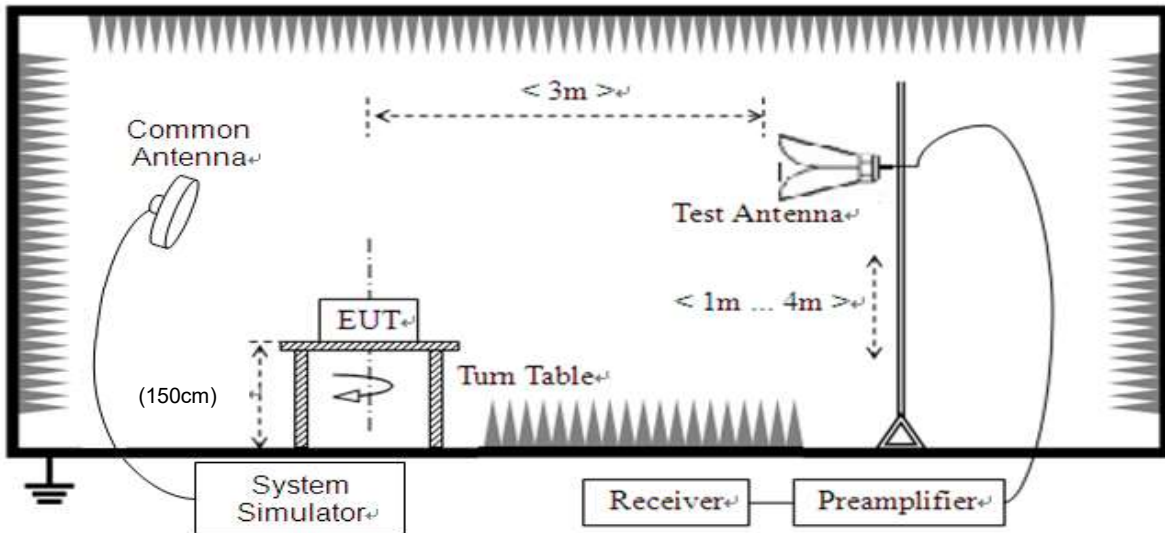 < 3m >↵
Common
Antenna↵
Test Antenna↵
< 1m ... 4m >↵
EUT↵
Turn Table↵
(150cm)
System
Simulator↵
Receiver↵
Preamplifier↵